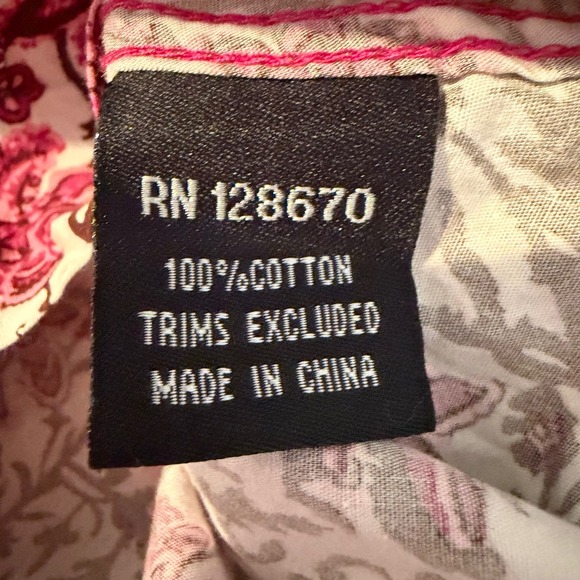 RN 128670
100%COTTON
TRIMS EXCLUDED
MADE IN CHINA